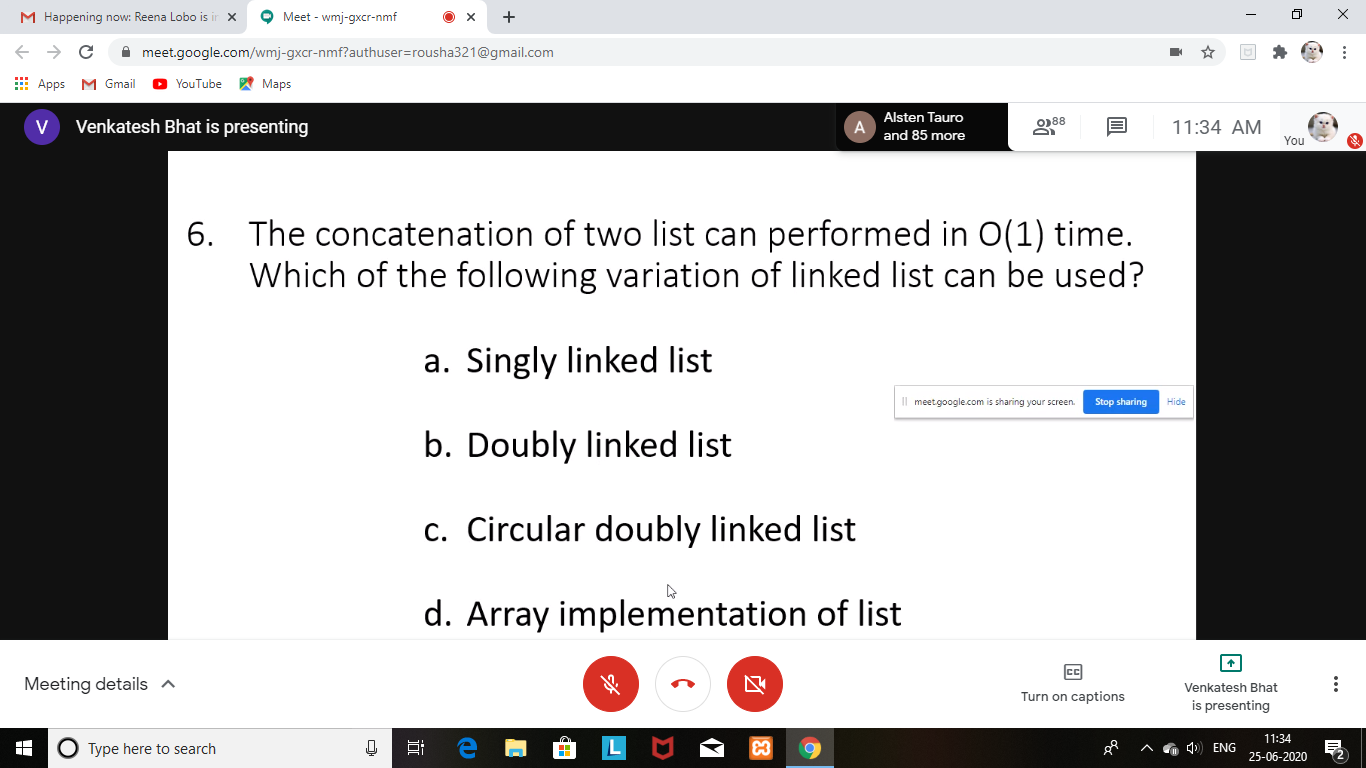 Happening now: Reena Lobo is in
Meet - wmj-gxcr-nmf
meet.google.com/wmj-gxcr-nmf?authuser=rousha321@gmail.com
Apps Gmail YouTube Maps
V Venkatesh Bhat is presenting
A Alsten Tauro
and 85 more
88
11:34 AM
You
6. The concatenation of two list can performed in O(1) time.
Which of the following variation of linked list can be used?
a. Singly linked list
meet.google.com is sharing your screen. Stop sharing Hide
b. Doubly linked list
c. Circular doubly linked list
d. Array implementation of list
Meeting details
CC
Turn on captions
Venkatesh Bhat
is presenting
Type here to search
L
ENG
11:34
25-06-2020
2